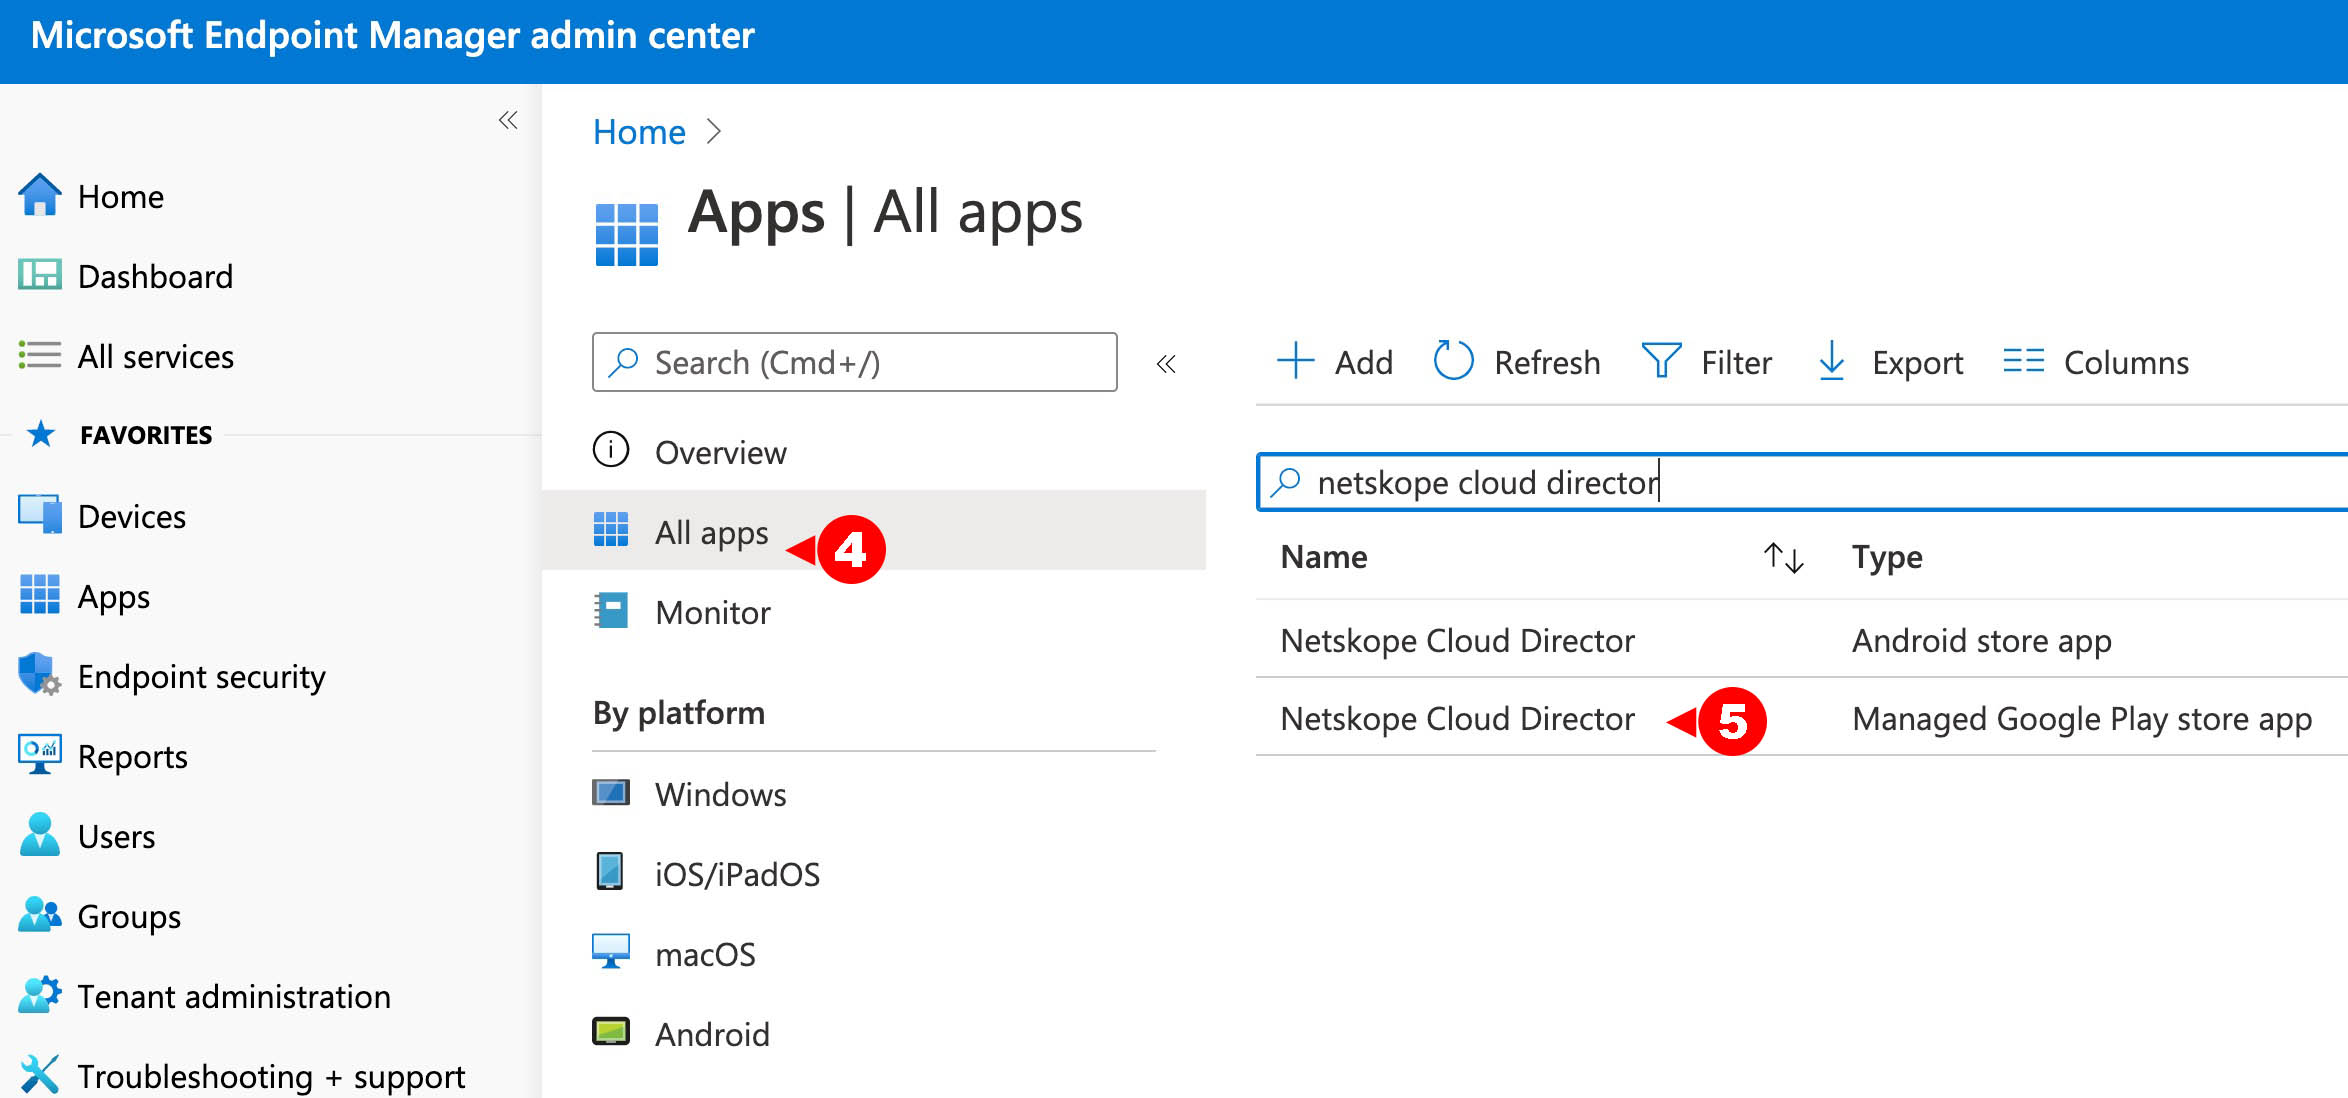 Microsoft Endpoint Manager admin center
Home
Dashboard
All services
FAVORITES
Devices
Apps
Endpoint security
Reports
Users
Groups
Tenant administration
Troubleshooting + support
Home
Apps | All apps
Search (Cmd+/)
Overview
All apps
4
Monitor
By platform
Windows
iOS/iPadOS
macOS
Android
Add Refresh Filter Export Columns
netskope cloud director
Name Type
Netskope Cloud Director Android store app
Netskope Cloud Director 5 Managed Google Play store app